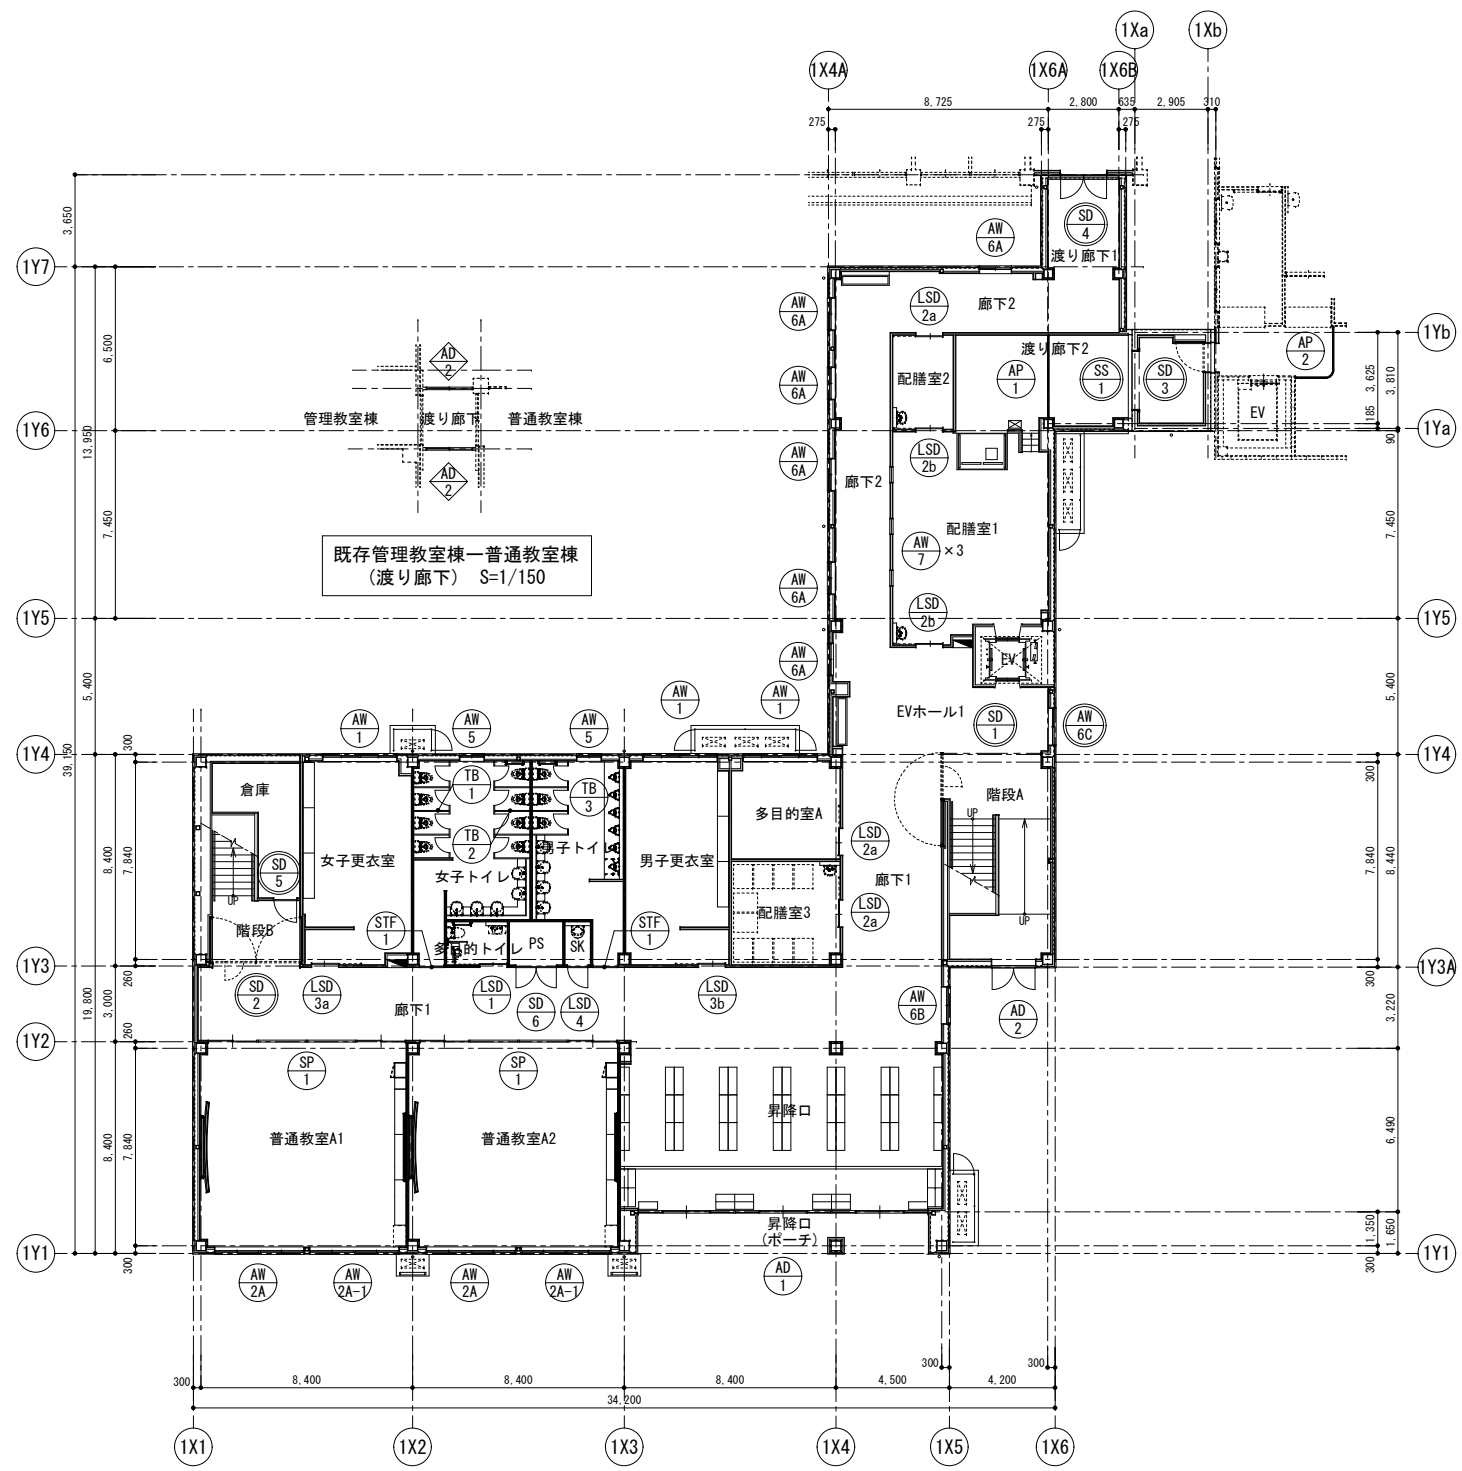 1Xa 1Xb
1X4A 1X6A 1X6B
8,725 2,800 635 2,905 310
275 275 275
3,650
SD 4
AW 6A
渡り廊下1
1Y7
AW 6A
LSD 2a
廊下2
1Yb
AD 2
6,500
渡り廊下2
AP 2
AW 6A
配膳室2
AP 1
SS 1
SD 3
3,625
3,810
管理教室棟 渡り廊下 普通教室棟
EV
185
1Y6
1Ya
13,950
90
AW 6A
LSD 2b
AD 2
廊下2
7,450
配膳室1
7,450
既存管理教室棟ー普通教室棟
(渡り廊下) S=1/150
AW 7 ×3
AW 6A
LSD 2b
1Y5
1Y5
AW 6A
EV
5,400
5,400
AW 1
AW 1
EVホール1
SD 1
AW 6C
AW 1
AW 5
AW 5
1Y4
300
39,150
1Y4
300
倉庫
TB 1
TB 3
階段A
UP
多目的室A
TB 2
LSD 2a
8,400
7,840
女子更衣室
男子トイレ
男子更衣室
7,840
8,440
SD 5
女子トイレ
廊下1
UP
配膳室3
LSD 2a
UP
階段B
STF 1
多目的トイレ
PS
SK
STF 1
1Y3
1Y3A
260
300
SD 2
LSD 3a
LSD 1
SD 6
LSD 4
LSD 3b
AW 6B
AD 2
19,800
3,000
廊下1
3,220
260
1Y2
SP 1
SP 1
昇降口
8,400
7,840
普通教室A1
普通教室A2
6,490
昇降口
(ポーチ)
1,350
1,650
1Y1
300
1Y1
300
AW 2A
AW 2A-1
AW 2A
AW 2A-1
AD 1
300 300
300 8,400 8,400 8,400 4,500 4,200
34,200
1X1 1X2 1X3 1X4 1X5 1X6